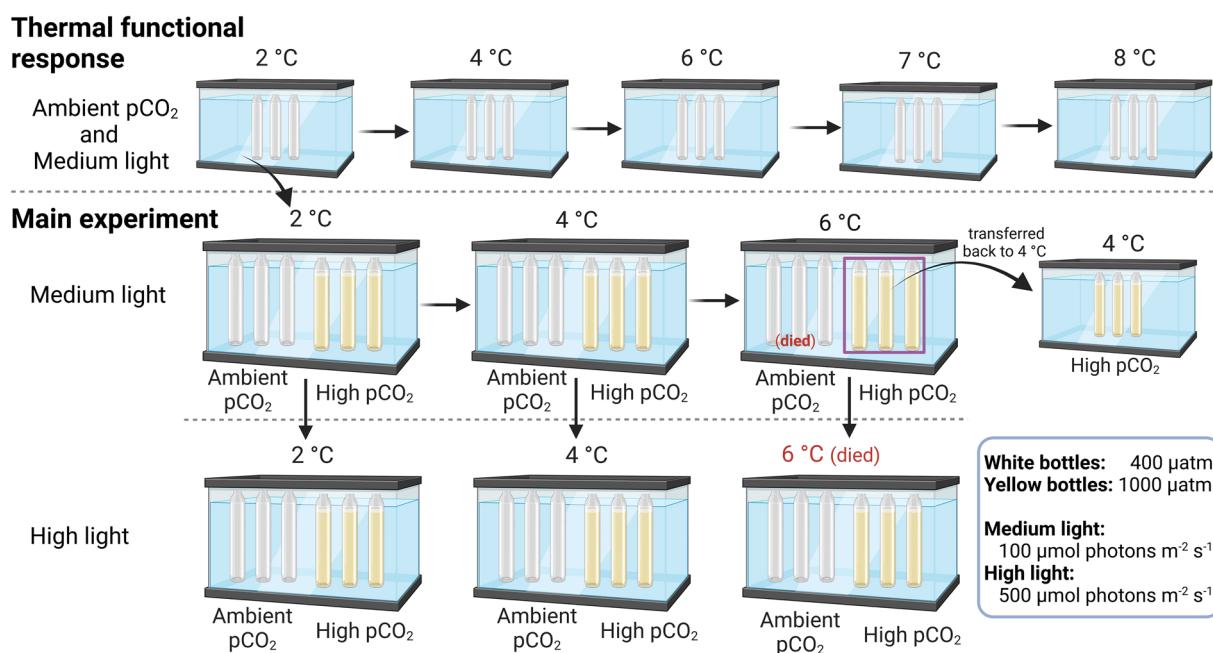 Thermal functional
response
2 °C
4 °C
6 °C
7 °C
8 °C
Ambient pCO₂
and
Medium light
Main experiment
2 °C
4 °C
6 °C
transferred
back to 4 °C
4 °C
Medium light
(died)
High pCO₂
Ambient
pCO₂
High pCO₂
Ambient
pCO₂
High pCO₂
Ambient
pCO₂
High pCO₂
2 °C
4 °C
6 °C (died)
High light
Ambient
pCO₂
High pCO₂
Ambient
pCO₂
High pCO₂
Ambient
pCO₂
High pCO₂
White bottles: 400 µatm
Yellow bottles: 1000 µatm
Medium light:
100 µmol photons m⁻² s⁻¹
High light:
500 µmol photons m⁻² s⁻¹